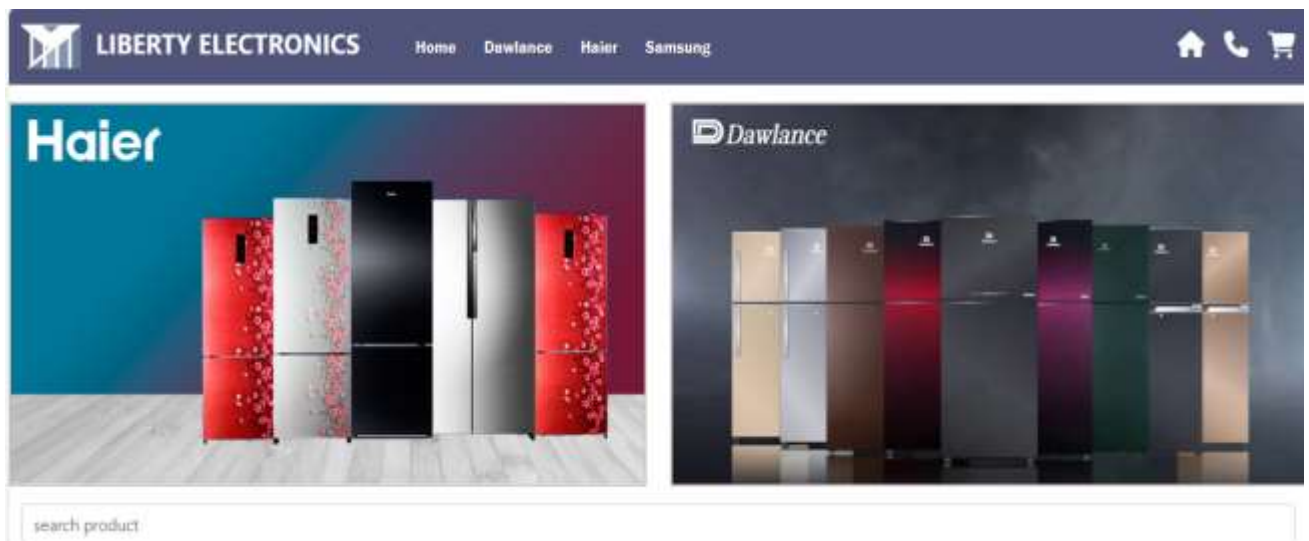 LIBERTY ELECTRONICS
Home Dawlance Haier Samsung
Haier
Dawlance
search product